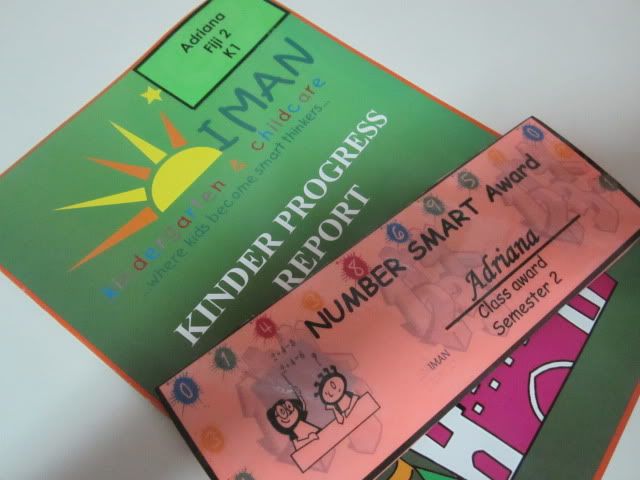 Adriana
Fiji 2
K1
IMAN
kindergarten & childcare
...where kids become smart thinkers...
KINDER PROGRESS
REPORT
NUMBER SMART Award
Adriana
Class award
Semester 2
IMAN